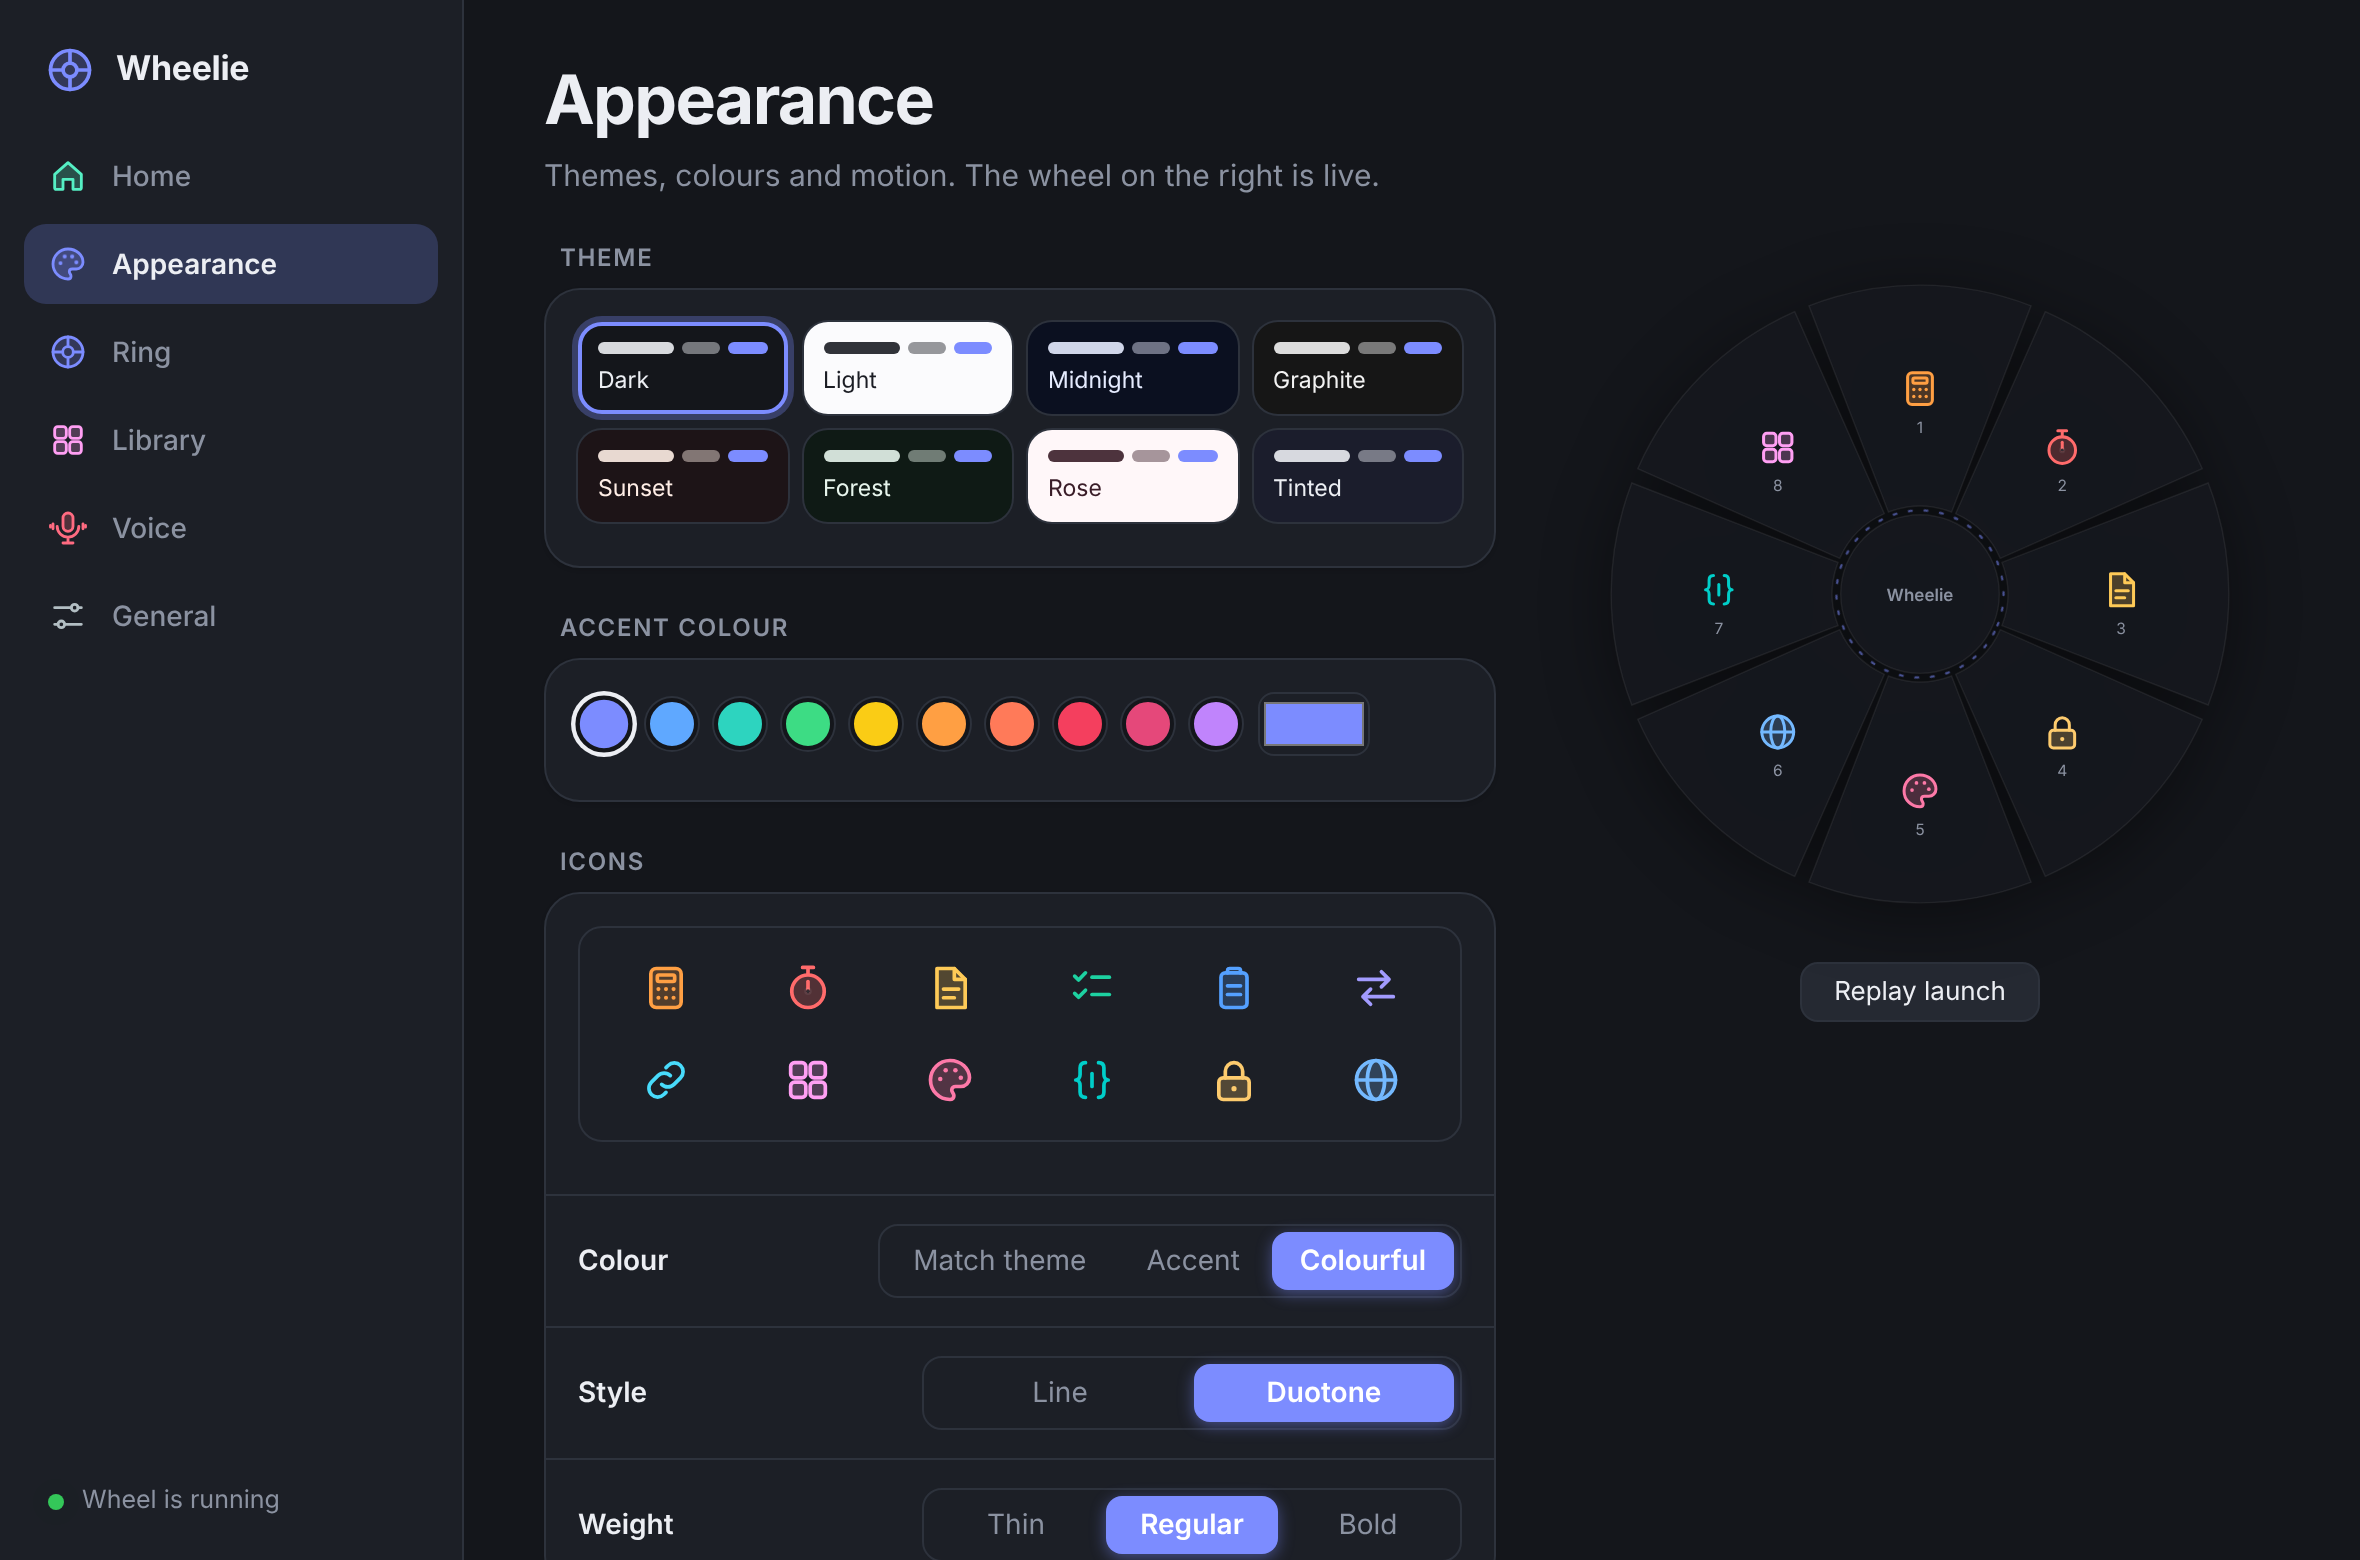 Wheelie
Home
Appearance
Ring
Library
Voice
General
Wheel is running
Appearance
Themes, colours and motion. The wheel on the right is live.
THEME
Dark
Light
Midnight
Graphite
Sunset
Forest
Rose
Tinted
ACCENT COLOUR
ICONS
Colour
Match theme
Accent
Colourful
Style
Line
Duotone
Weight
Thin
Regular
Bold
1
2
3
4
5
6
7
8
Wheelie
Replay launch